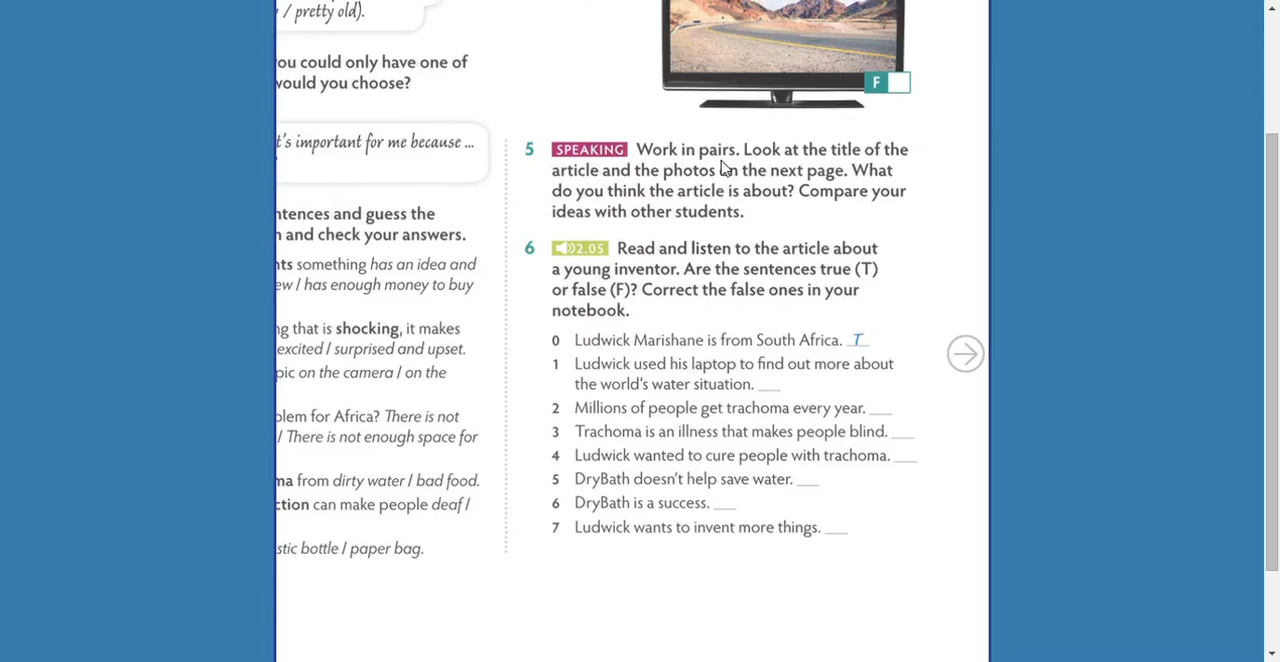 / pretty old).
ou could only have one of
would you choose?
t's important for me because ...
ntences and guess the
n and check your answers.
nts something has an idea and
ew / has enough money to buy
ng that is shocking, it makes
excited / surprised and upset.
pic on the camera / on the
blem for Africa? There is not
/ There is not enough space for
ma from dirty water / bad food.
ction can make people deaf /
stic bottle / paper bag.
F
5 SPEAKING Work in pairs. Look at the title of the
article and the photos on the next page. What
do you think the article is about? Compare your
ideas with other students.
6 2.05 Read and listen to the article about
a young inventor. Are the sentences true (T)
or false (F)? Correct the false ones in your
notebook.
0 Ludwick Marishane is from South Africa. T
1 Ludwick used his laptop to find out more about
the world's water situation. ___
2 Millions of people get trachoma every year. ___
3 Trachoma is an illness that makes people blind. ___
4 Ludwick wanted to cure people with trachoma. ___
5 DryBath doesn't help save water. ___
6 DryBath is a success. ___
7 Ludwick wants to invent more things. ___